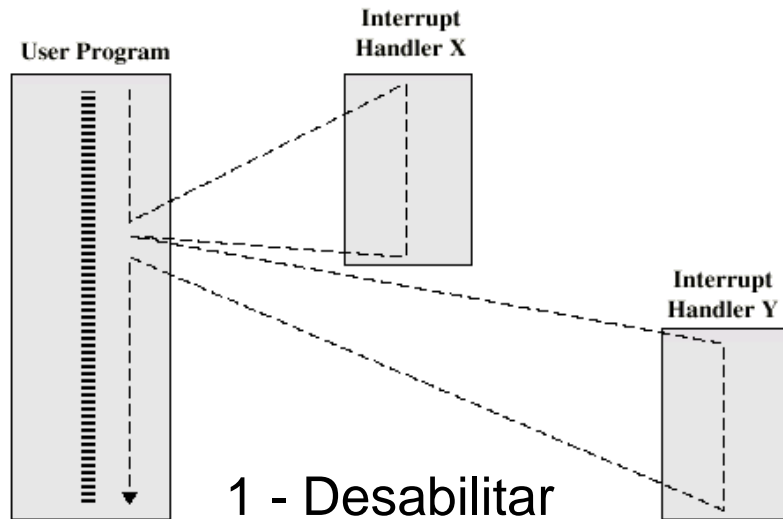 Interrupt
Handler X
User Program
Interrupt
Handler Y
1 - Desabilitar